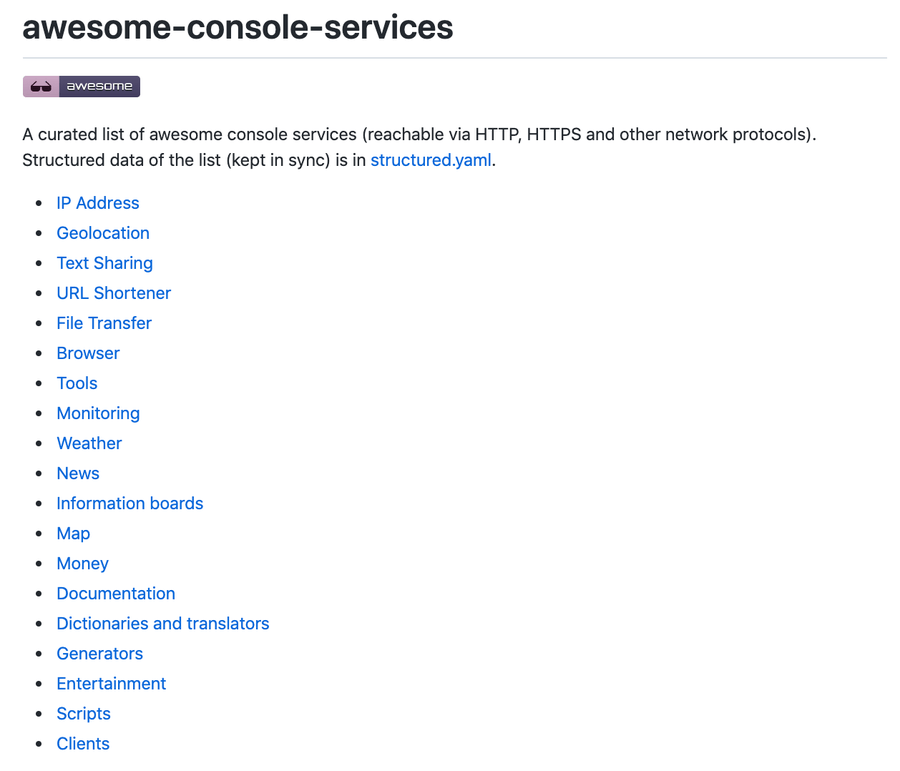 awesome-console-services
awesome
A curated list of awesome console services (reachable via HTTP, HTTPS and other network protocols).
Structured data of the list (kept in sync) is in structured.yaml.
IP Address
Geolocation
Text Sharing
URL Shortener
File Transfer
Browser
Tools
Monitoring
Weather
News
Information boards
Map
Money
Documentation
Dictionaries and translators
Generators
Entertainment
Scripts
Clients